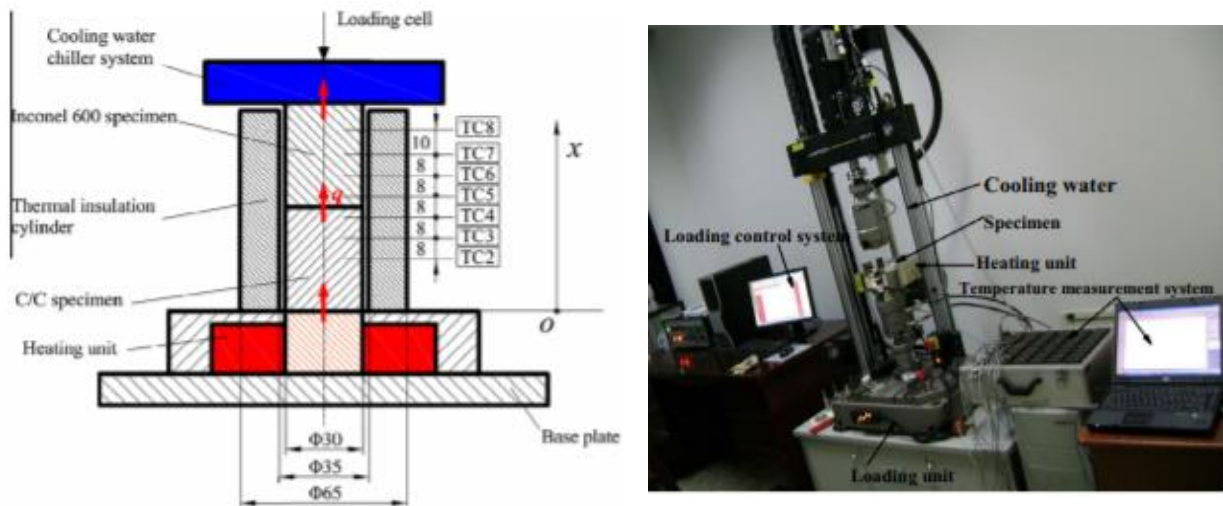 Loading cell
Cooling water
chiller system
Inconel 600 specimen
TC8
10
TC7
8
TC6
8
TC5
8
TC4
8
TC3
8
TC2
x
q
Thermal insulation
cylinder
C/C specimen
o
Heating unit
Base plate
Φ30
Φ35
Φ65
Cooling water
Specimen
Loading control system
Heating unit
Temperature measurement system
Loading unit